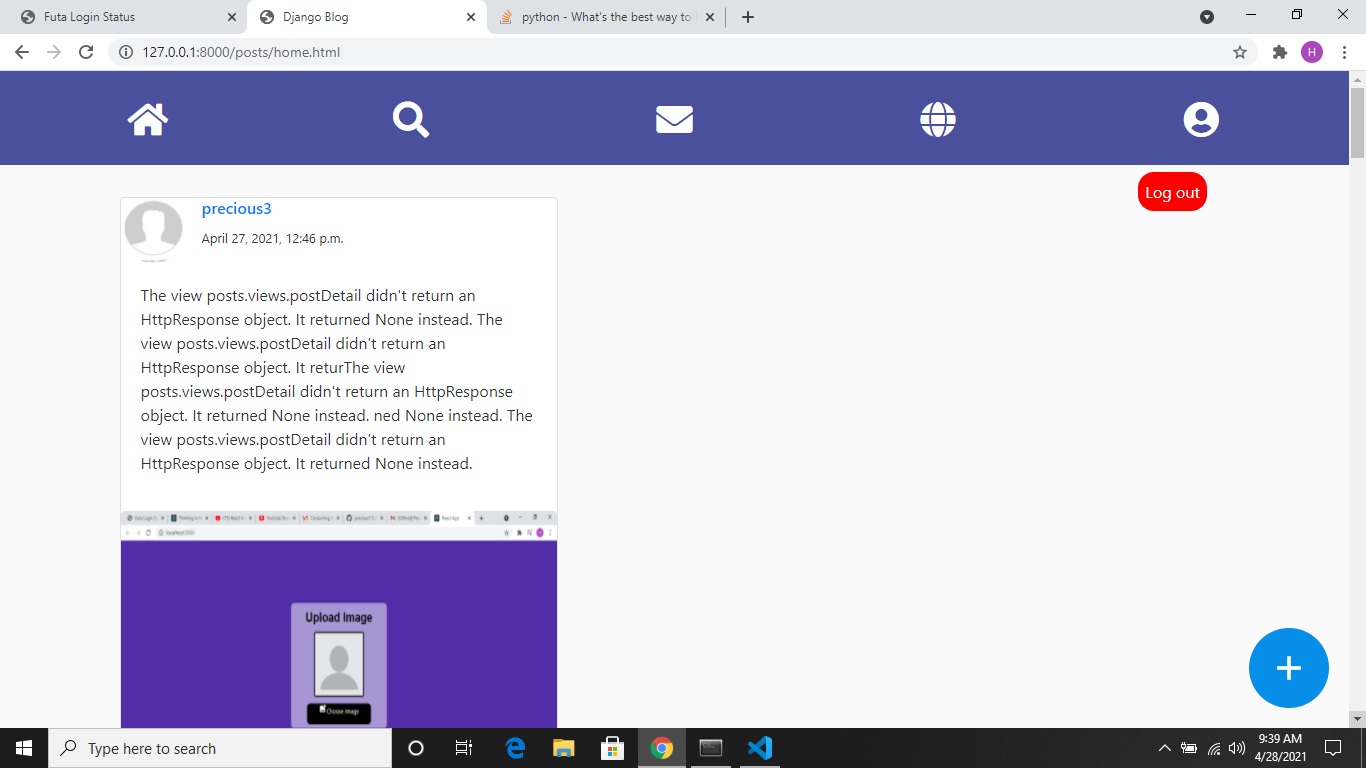 Futa Login Status
Django Blog
python - What's the best way to
127.0.0.1:8000/posts/home.html
H
Log out
precious3
April 27, 2021, 12:46 p.m.
The view posts.views.postDetail didn't return an
HttpResponse object. It returned None instead. The
view posts.views.postDetail didn't return an
HttpResponse object. It returThe view
posts.views.postDetail didn't return an HttpResponse
object. It returned None instead. ned None instead. The
view posts.views.postDetail didn't return an
HttpResponse object. It returned None instead.
React App
localhost:3000
Upload Image
Choose Image
Type here to search
9:39 AM
4/28/2021